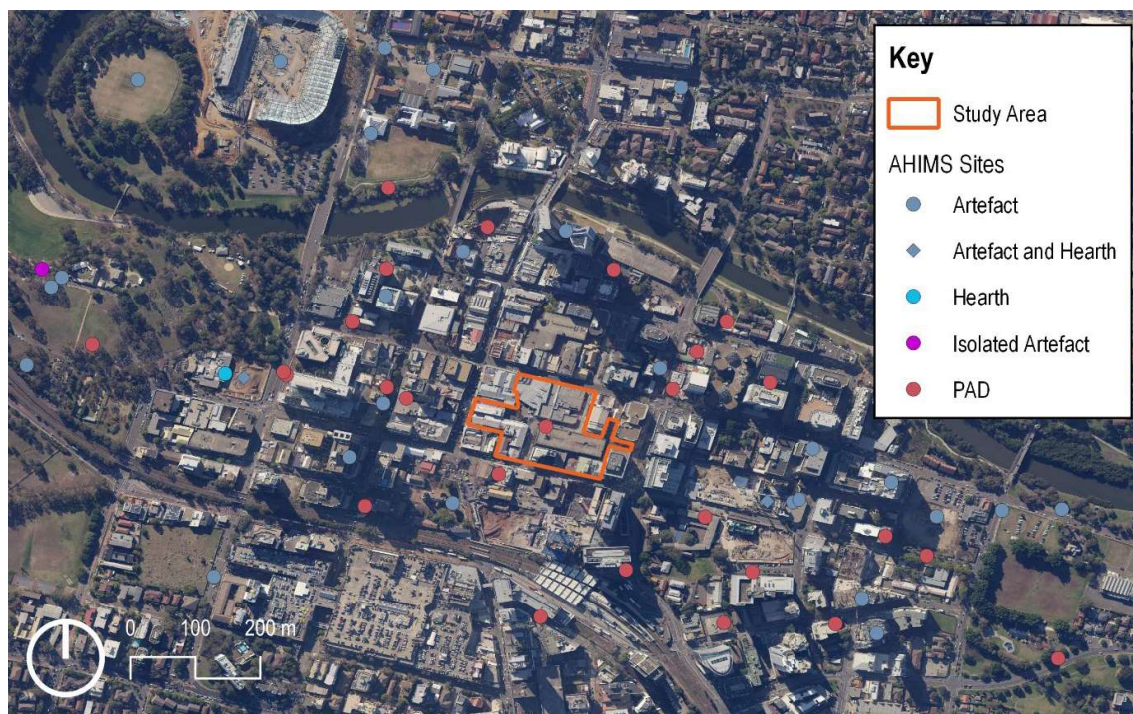 Key
Study Area
AHIMS Sites
Artefact
Artefact and Hearth
Hearth
Isolated Artefact
PAD
0 100 200 m